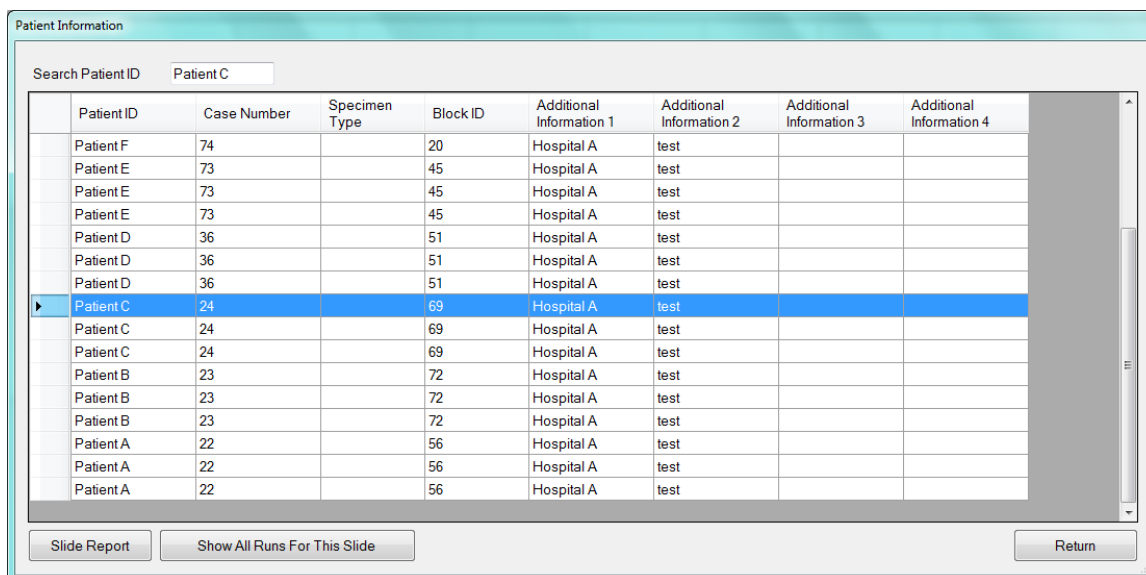 Patient Information
Search Patient ID Patient C
Patient ID Case Number Specimen Type Block ID Additional Information 1 Additional Information 2 Additional Information 3 Additional Information 4
Patient F 74 20 Hospital A test
Patient E 73 45 Hospital A test
Patient E 73 45 Hospital A test
Patient E 73 45 Hospital A test
Patient D 36 51 Hospital A test
Patient D 36 51 Hospital A test
Patient D 36 51 Hospital A test
Patient C 24 69 Hospital A test
Patient C 24 69 Hospital A test
Patient C 24 69 Hospital A test
Patient B 23 72 Hospital A test
Patient B 23 72 Hospital A test
Patient B 23 72 Hospital A test
Patient A 22 56 Hospital A test
Patient A 22 56 Hospital A test
Patient A 22 56 Hospital A test
Slide Report Show All Runs For This Slide Return